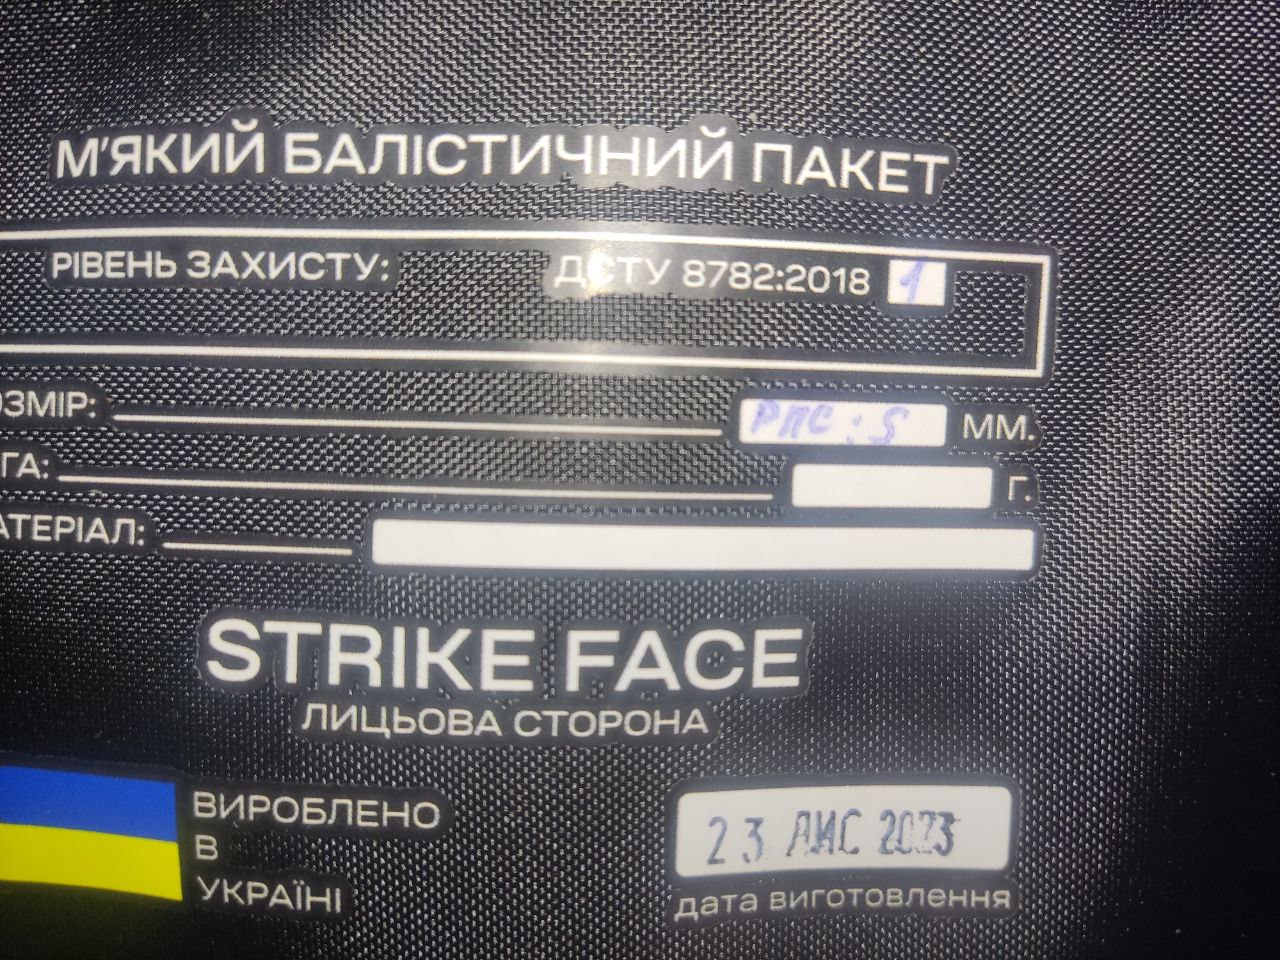 М'ЯКИЙ БАЛІСТИЧНИЙ ПАКЕТ
РІВЕНЬ ЗАХИСТУ: ДСТУ 8782:2018 1
ОЗМІР: РПС : S ММ.
ГА: Г.
АТЕРІАЛ:
STRIKE FACE
ЛИЦЬОВА СТОРОНА
ВИРОБЛЕНО
В
УКРАЇНІ
23 ЛИС 2023
дата виготовлення